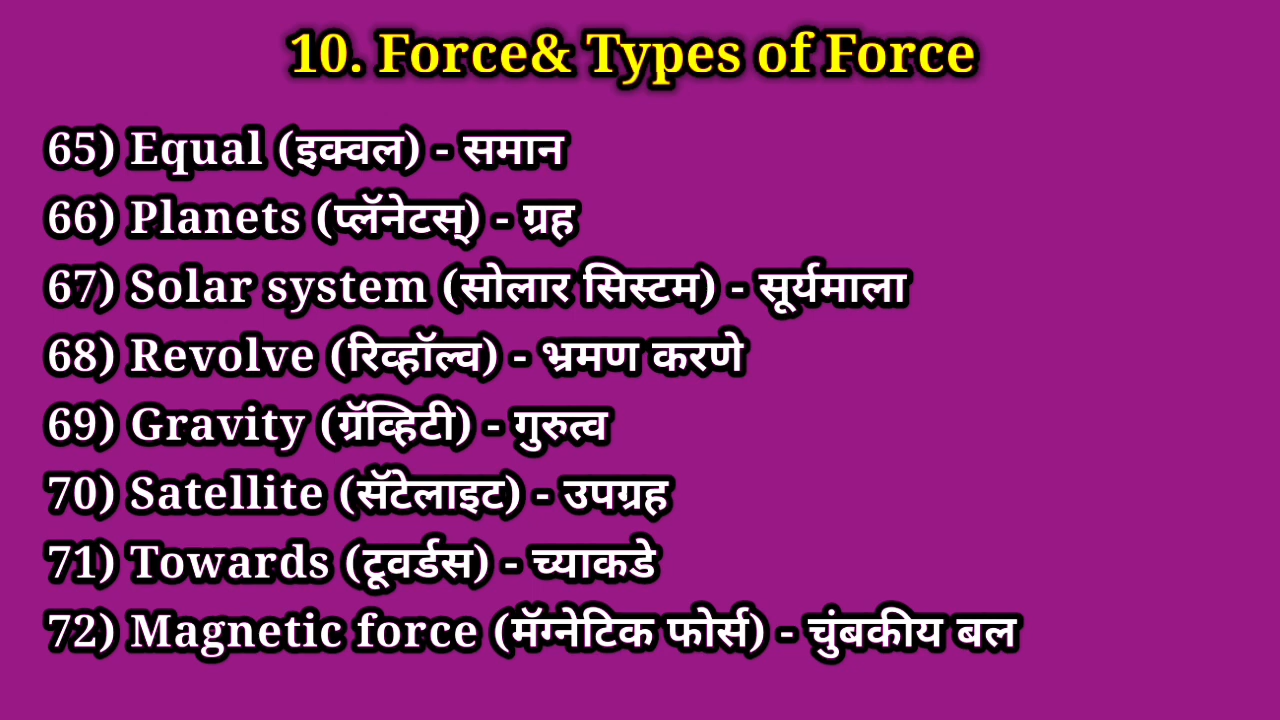 10. Force& Types of Force
65) Equal (इक्वल) - समान
66) Planets (प्लॅनेटस्) - ग्रह
67) Solar system (सोलार सिस्टम) - सूर्यमाला
68) Revolve (रिव्हॉल्व) - भ्रमण करणे
69) Gravity (ग्रॅव्हिटी) - गुरुत्व
70) Satellite (सॅटेलाइट) - उपग्रह
71) Towards (टूवर्डस) - च्याकडे
72) Magnetic force (मॅग्नेटिक फोर्स) - चुंबकीय बल